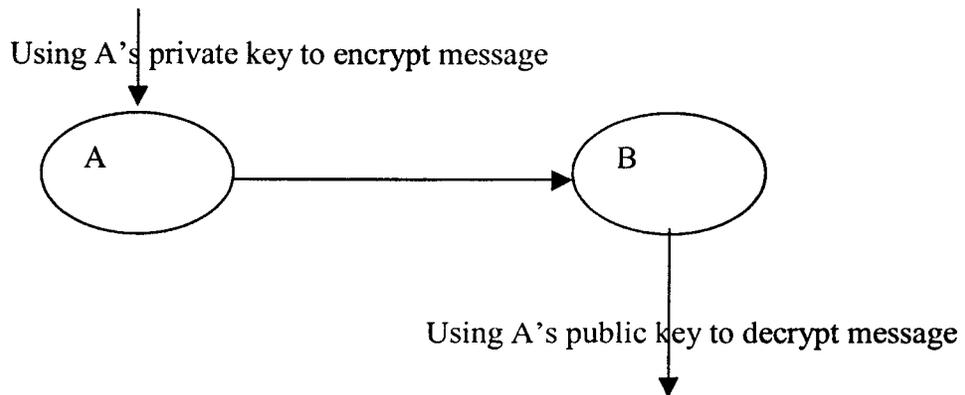 Using A's private key to encrypt message
A
B
Using A's public key to decrypt message